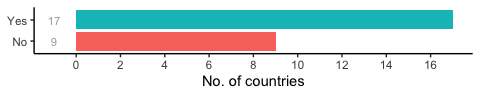 Yes 17
No 9
0 2 4 6 8 10 12 14 16
No. of countries